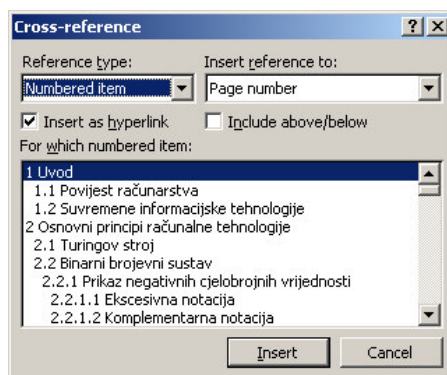 Cross-reference
Reference type: Insert reference to:
Numbered item Page number
Insert as hyperlink Include above/below
For which numbered item:
1 Uvod
1.1 Povijest računarstva
1.2 Suvremene informacijske tehnologije
2 Osnovni principi računalne tehnologije
2.1 Turingov stroj
2.2 Binarni brojevni sustav
2.2.1 Prikaz negativnih cjelobrojnih vrijednosti
2.2.1.1 Ekscesivna notacija
2.2.1.2 Komplementarna notacija
Insert Cancel